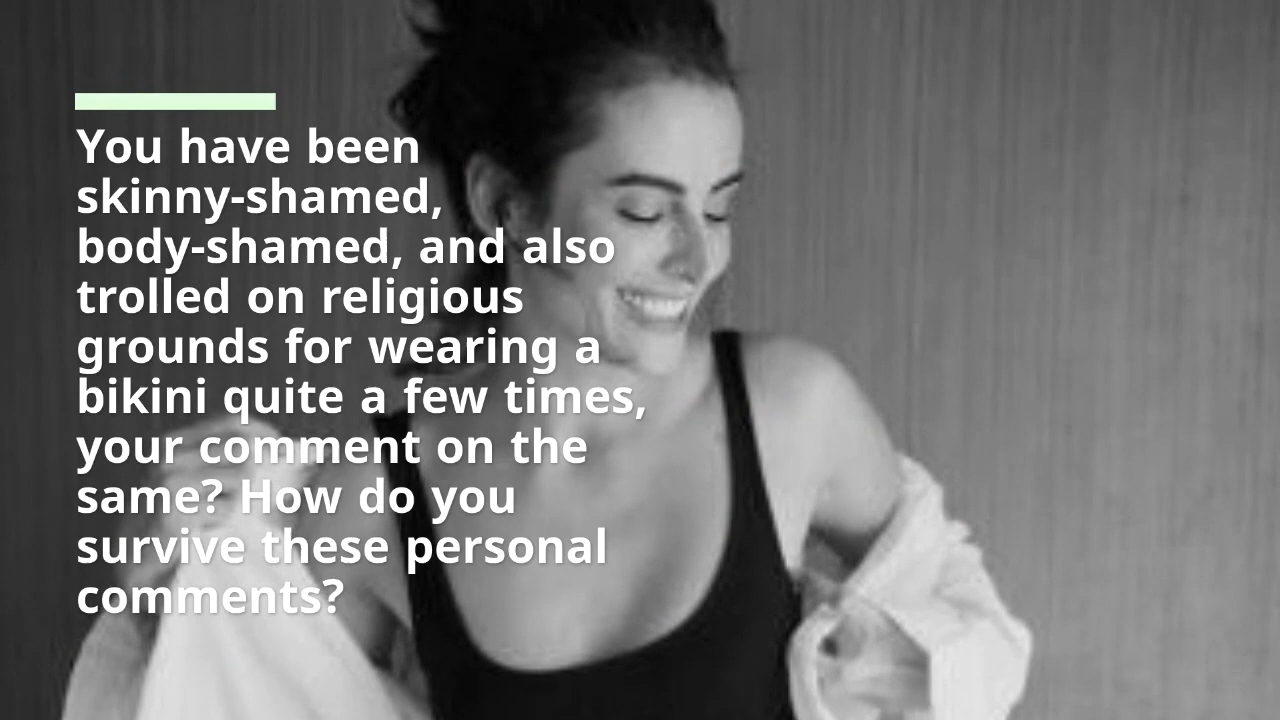 You have been
skinny-shamed,
body-shamed, and also
trolled on religious
grounds for wearing a
bikini quite a few times,
your comment on the
same? How do you
survive these personal
comments?